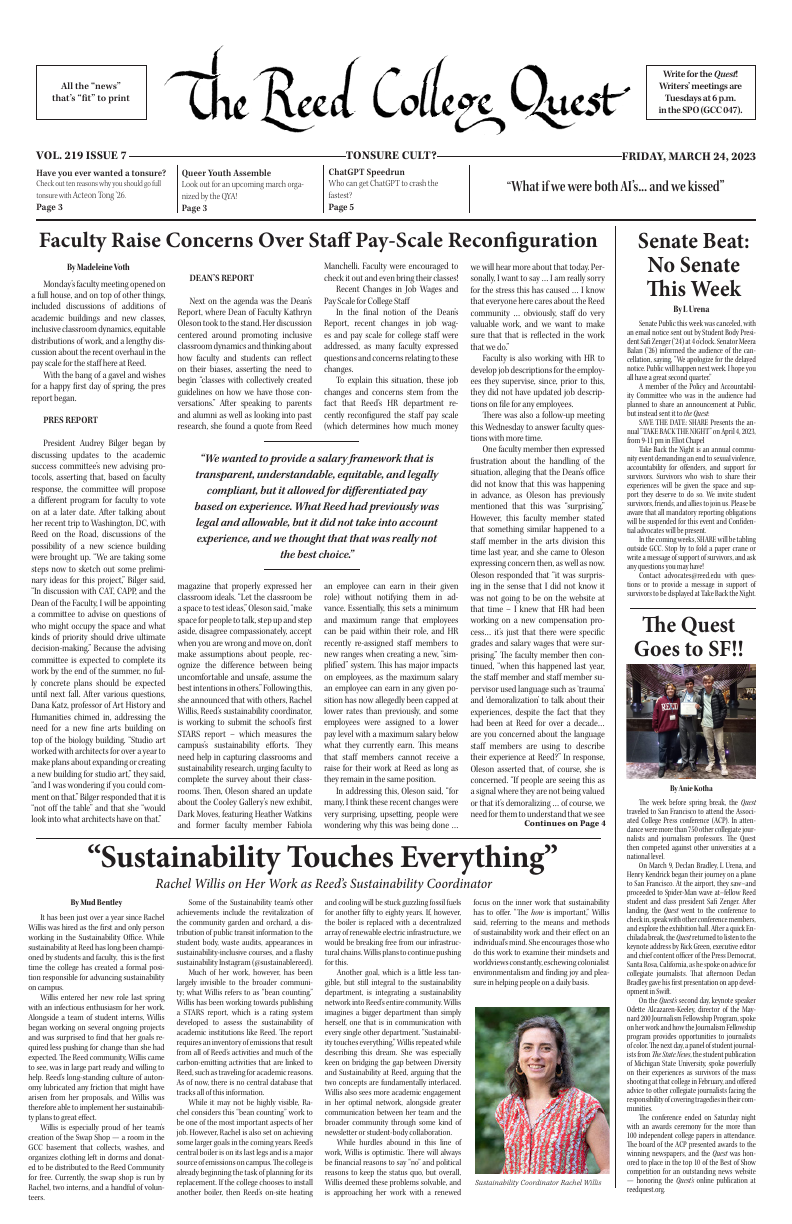 All the “news”
that’s “fit” to print
The Reed College Quest
Write for the Quest!
Writers’ meetings are
Tuesdays at 6 p.m.
in the SPO (GCC 047).
VOL. 219 ISSUE 7
TONSURE CULT?
FRIDAY, MARCH 24, 2023
Have you ever wanted a tonsure?
Check out ten reasons why you should go full
tonsure with Acteon Tong ’26.
Page 3
Queer Youth Assemble
Look out for an upcoming march orga-
nized by the QYA!
Page 3
ChatGPT Speedrun
Who can get ChatGPT to crash the
fastest?
Page 5
“What if we were both AI’s... and we kissed”
Faculty Raise Concerns Over Staff Pay-Scale Reconfiguration
By Madeleine Voth
Monday’s faculty meeting opened on
a full house, and on top of other things,
included discussions of additions of
academic buildings and new classes,
inclusive classroom dynamics, equitable
distributions of work, and a lengthy dis-
cussion about the recent overhaul in the
pay scale for the staff here at Reed.
With the bang of a gavel and wishes
for a happy first day of spring, the pres
report began.
PRES REPORT
President Audrey Bilger began by
discussing updates to the academic
success committee’s new advising pro-
tocols, asserting that, based on faculty
response, the committee will propose
a different program for faculty to vote
on at a later date. After talking about
her recent trip to Washington, DC, with
Reed on the Road, discussions of the
possibility of a new science building
were brought up. “We are taking some
steps now to sketch out some prelimi-
nary ideas for this project,” Bilger said,
“In discussion with CAT, CAPP, and the
Dean of the Faculty, I will be appointing
a committee to advise on questions of
who might occupy the space and what
kinds of priority should drive ultimate
decision-making.” Because the advising
committee is expected to complete its
work by the end of the summer, no ful-
ly concrete plans should be expected
until next fall. After various questions,
Dana Katz, professor of Art History and
Humanities chimed in, addressing the
need for a new fine arts building on
top of the biology building. “Studio art
worked with architects for over a year to
make plans about expanding or creating
a new building for studio art,” they said,
“and I was wondering if you could com-
ment on that.” Bilger responded that it is
“not off the table” and that she “would
look into what architects have on that.”
DEAN’S REPORT
Next on the agenda was the Dean’s
Report, where Dean of Faculty Kathryn
Oleson took to the stand. Her discussion
centered around promoting inclusive
classroom dynamics and thinking about
how faculty and students can reflect
on their biases, asserting the need to
begin “classes with collectively created
guidelines on how we have those con-
versations.” After speaking to parents
and alumni as well as looking into past
research, she found a quote from Reed
Manchelli. Faculty were encouraged to
check it out and even bring their classes!
Recent Changes in Job Wages and
Pay Scale for College Staff
In the final notion of the Dean’s
Report, recent changes in job wag-
es and pay scale for college staff were
addressed, as many faculty expressed
questions and concerns relating to these
changes.
To explain this situation, these job
changes and concerns stem from the
fact that Reed’s HR department re-
cently reconfigured the staff pay scale
(which determines how much money
“We wanted to provide a salary framework that is
transparent, understandable, equitable, and legally
compliant, but it allowed for differentiated pay
based on experience. What Reed had previously was
legal and allowable, but it did not take into account
experience, and we thought that that was really not
the best choice.”
magazine that properly expressed her
classroom ideals. “Let the classroom be
a space to test ideas,” Oleson said, “make
space for people to talk, step up and step
aside, disagree compassionately, accept
when you are wrong and move on, don’t
make assumptions about people, rec-
ognize the difference between being
uncomfortable and unsafe, assume the
best intentions in others.” Following this,
she announced that with others, Rachel
Willis, Reed’s sustainability coordinator,
is working to submit the school’s first
STARS report – which measures the
campus’s sustainability efforts. They
need help in capturing classrooms and
sustainability research, urging faculty to
complete the survey about their class-
rooms. Then, Oleson shared an update
about the Cooley Gallery’s new exhibit,
Dark Moves, featuring Heather Watkins
and former faculty member Fabiola
an employee can earn in their given
role) without notifying them in ad-
vance. Essentially, this sets a minimum
and maximum range that employees
can be paid within their role, and HR
recently re-assigned staff members to
new ranges when creating a new, “sim-
plified” system. This has major impacts
on employees, as the maximum salary
an employee can earn in any given po-
sition has now allegedly been capped at
lower rates than previously, and some
employees were assigned to a lower
pay level with a maximum salary below
what they currently earn. This means
that staff members cannot receive a
raise for their work at Reed as long as
they remain in the same position.
In addressing this, Oleson said, “for
many, I think these recent changes were
very surprising, upsetting, people were
wondering why this was being done …
we will hear more about that today. Per-
sonally, I want to say … I am really sorry
for the stress this has caused … I know
that everyone here cares about the Reed
community … obviously, staff do very
valuable work, and we want to make
sure that that is reflected in the work
that we do.”
Faculty is also working with HR to
develop job descriptions for the employ-
ees they supervise, since, prior to this,
they did not have updated job descrip-
tions on file for any employees.
There was also a follow-up meeting
this Wednesday to answer faculty ques-
tions with more time.
One faculty member then expressed
frustration about the handling of the
situation, alleging that the Dean’s office
did not know that this was happening
in advance, as Oleson has previously
mentioned that this was “surprising.”
However, this faculty member stated
that something similar happened to a
staff member in the arts division this
time last year, and she came to Oleson
expressing concern then, as well as now.
Oleson responded that “it was surpris-
ing in the sense that I did not know it
was not going to be on the website at
that time – I knew that HR had been
working on a new compensation pro-
cess… it’s just that there were specific
grades and salary wages that were sur-
prising.” The faculty member then con-
tinued, “when this happened last year,
the staff member and staff member su-
pervisor used language such as ‘trauma’
and ‘demoralization’ to talk about their
experiences, despite the fact that they
had been at Reed for over a decade…
are you concerned about the language
staff members are using to describe
their experience at Reed?” In response,
Oleson asserted that, of course, she is
concerned. “If people are seeing this as
a signal where they are not being valued
or that it’s demoralizing … of course, we
need for them to understand that we see
Continues on Page 4
Senate Beat:
No Senate
This Week
By L Urena
Senate Public this week was canceled, with
an email notice sent out by Student Body Presi-
dent Safi Zenger (’24) at 4 o’clock. Senator Meera
Balan (’26) informed the audience of the can-
cellation, saying, “We apologize for the delayed
notice. Public will happen next week. I hope you
all have a great second quarter.”
A member of the Policy and Accountabil-
ity Committee who was in the audience had
planned to share an announcement at Public,
but instead sent it to the Quest:
SAVE THE DATE: SHARE Presents the an-
nual “TAKE BACK THE NIGHT” on April 4, 2023,
from 9-11 pm in Eliot Chapel
Take Back the Night is an annual commu-
nity event demanding an end to sexual violence,
accountability for offenders, and support for
survivors. Survivors who wish to share their
experiences will be given the space and sup-
port they deserve to do so. We invite student
survivors, friends, and allies to join us. Please be
aware that all mandatory reporting obligations
will be suspended for this event and Confiden-
tial advocates will be present.
In the coming weeks, SHARE will be tabling
outside GCC. Stop by to fold a paper crane or
write a message of support of survivors, and ask
any questions you may have!
Contact advocates@reed.edu with ques-
tions or to provide a message in support of
survivors to be displayed at Take Back the Night.
The Quest
Goes to SF!!
REED
By Anie Kotha
The week before spring break, the Quest
traveled to San Francisco to attend the Associ-
ated College Press conference (ACP). In atten-
dance were more than 750 other collegiate jour-
nalists and journalism professors. The Quest
then competed against other universities at a
national level.
On March 9, Declan Bradley, L Urena, and
Henry Kendrick began their journey on a plane
to San Francisco. At the airport, they saw–and
proceeded to Spider-Man wave at–fellow Reed
student and class president Safi Zenger. After
landing, the Quest went to the conference to
check in, speak with other conference members,
and explore the exhibition hall. After a quick En-
chilada break, the Quest returned to listen to the
keynote address by Rick Green, executive editor
and chief content officer of the Press Democrat,
Santa Rosa, California, as he spoke on advice for
collegiate journalists. That afternoon Declan
Bradley gave his first presentation on app devel-
opment in Swift.
On the Quest’s second day, keynote speaker
Odette Alcazaren-Keeley, director of the May-
nard 200 Journalism Fellowship Program, spoke
on her work and how the Journalism Fellowship
program provides opportunities to journalists
of color. The next day, a panel of student journal-
ists from The State News, the student publication
of Michigan State University, spoke powerfully
on their experiences as survivors of the mass
shooting at that college in February, and offered
advice to other collegiate journalists facing the
responsibility of covering tragedies in their com-
munities.
The conference ended on Saturday night
with an awards ceremony for the more than
100 independent college papers in attendance.
The board of the ACP presented awards to the
winning newspapers, and the Quest was hon-
ored to place in the top 10 of the Best of Show
competition for an outstanding news website
— honoring the Quest’s online publication at
reedquest.org.
“Sustainability Touches Everything”
Rachel Willis on Her Work as Reed’s Sustainability Coordinator
By Mud Bentley
It has been just over a year since Rachel
Willis was hired as the first and only person
working in the Sustainability Office. While
sustainability at Reed has long been champi-
oned by students and faculty, this is the first
time the college has created a formal posi-
tion responsible for advancing sustainability
on campus.
Willis entered her new role last spring
with an infectious enthusiasm for her work.
Alongside a team of student interns, Willis
began working on several ongoing projects
and was surprised to find that her goals re-
quired less pushing for change than she had
expected. The Reed community, Willis came
to see, was in large part ready and willing to
help. Reed’s long-standing culture of auton-
omy lubricated any friction that might have
arisen from her proposals, and Willis was
therefore able to implement her sustainabili-
ty plans to great effect.
Willis is especially proud of her team’s
creation of the Swap Shop — a room in the
GCC basement that collects, washes, and
organizes clothing left in dorms and donat-
ed to be distributed to the Reed Community
for free. Currently, the swap shop is run by
Rachel, two interns, and a handful of volun-
teers.
Some of the Sustainability team’s other
achievements include the revitalization of
the community garden and orchard, a dis-
tribution of public transit information to the
student body, waste audits, appearances in
sustainability-inclusive courses, and a flashy
sustainability Instagram (@sustainablereed).
Much of her work, however, has been
largely invisible to the broader communi-
ty; what Willis refers to as “bean counting.”
Willis has been working towards publishing
a STARS report, which is a rating system
developed to assess the sustainability of
academic institutions like Reed. The report
requires an inventory of emissions that result
from all of Reed’s activities and much of the
carbon-emitting activities that are linked to
Reed, such as traveling for academic reasons.
As of now, there is no central database that
tracks all of this information.
While it may not be highly visible, Ra-
chel considers this “bean counting” work to
be one of the most important aspects of her
job. However, Rachel is also set on achieving
some larger goals in the coming years. Reed’s
central boiler is on its last legs and is a major
source of emissions on campus. The college is
already beginning the task of planning for its
replacement. If the college chooses to install
another boiler, then Reed’s on-site heating
and cooling will be stuck guzzling fossil fuels
for another fifty to eighty years. If, however,
the boiler is replaced with a decentralized
array of renewable electric infrastructure, we
would be breaking free from our infrastruc-
tural chains. Willis plans to continue pushing
for this.
Another goal, which is a little less tan-
gible, but still integral to the sustainability
department, is integrating a sustainability
network into Reed’s entire community. Willis
imagines a bigger department than simply
herself, one that is in communication with
every single other department. “Sustainabil-
ity touches everything,” Willis repeated while
describing this dream. She was especially
keen on bridging the gap between Diversity
and Sustainability at Reed, arguing that the
two concepts are fundamentally interlaced.
Willis also sees more academic engagement
in her optimal network, alongside greater
communication between her team and the
broader community through some kind of
newsletter or student-body collaboration.
While hurdles abound in this line of
work, Willis is optimistic. There will always
be financial reasons to say “no” and political
reasons to keep the status quo, but overall,
Willis deemed these problems solvable, and
is approaching her work with a renewed
focus on the inner work that sustainability
has to offer. “The how is important,” Willis
said, referring to the means and methods
of sustainability work and their effect on an
individual’s mind. She encourages those who
do this work to examine their mindsets and
worldviews constantly, eschewing colonialist
environmentalism and finding joy and plea-
sure in helping people on a daily basis.
Sustainability Coordinator Rachel Willis